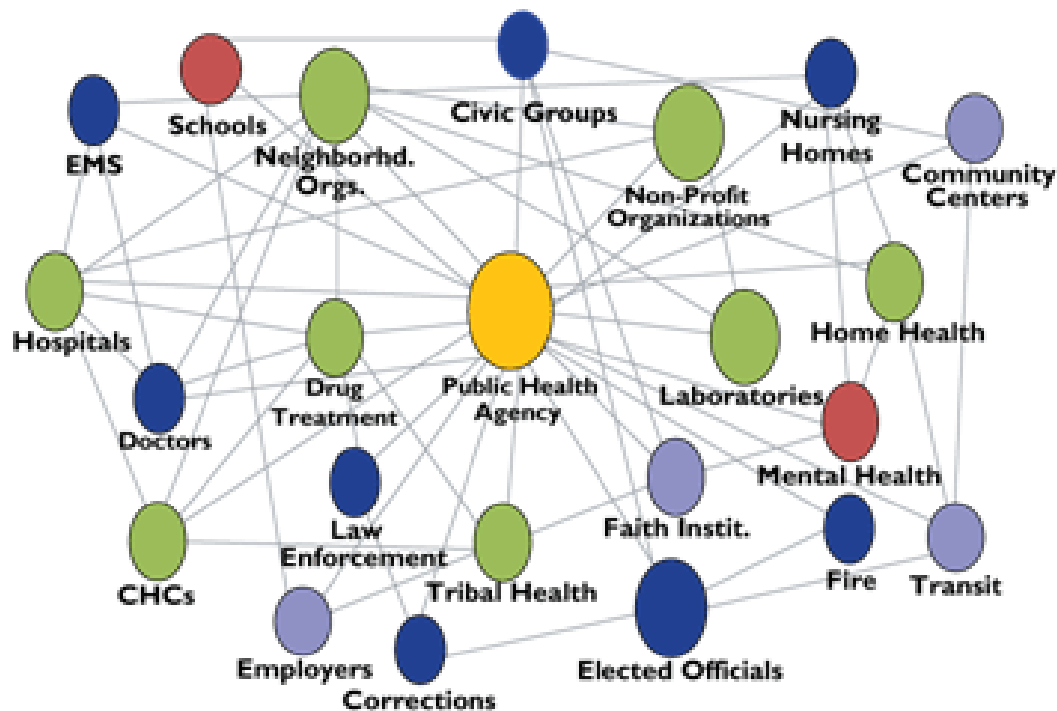 Civic Groups
Schools
Nursing
Homes
EMS
Neighborhd.
Orgs.
Community
Centers
Non-Profit
Organizations
Hospitals
Home Health
Drug
Treatment
Public Health
Agency
Laboratories
Doctors
Mental Health
Law
Enforcement
Faith Instit.
CHCs
Tribal Health
Fire
Transit
Employers
Elected Officials
Corrections